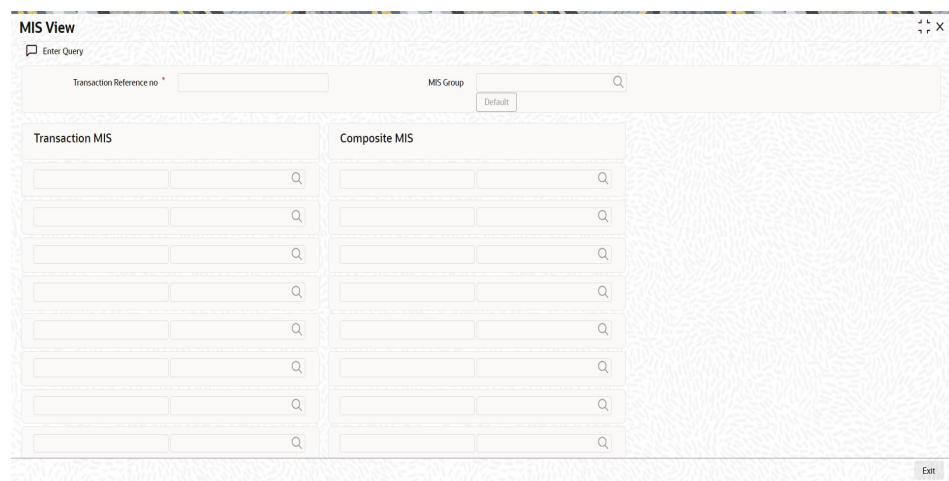 MIS View
Enter Query
Transaction Reference no *
MIS Group
Default
Transaction MIS
Composite MIS
Exit